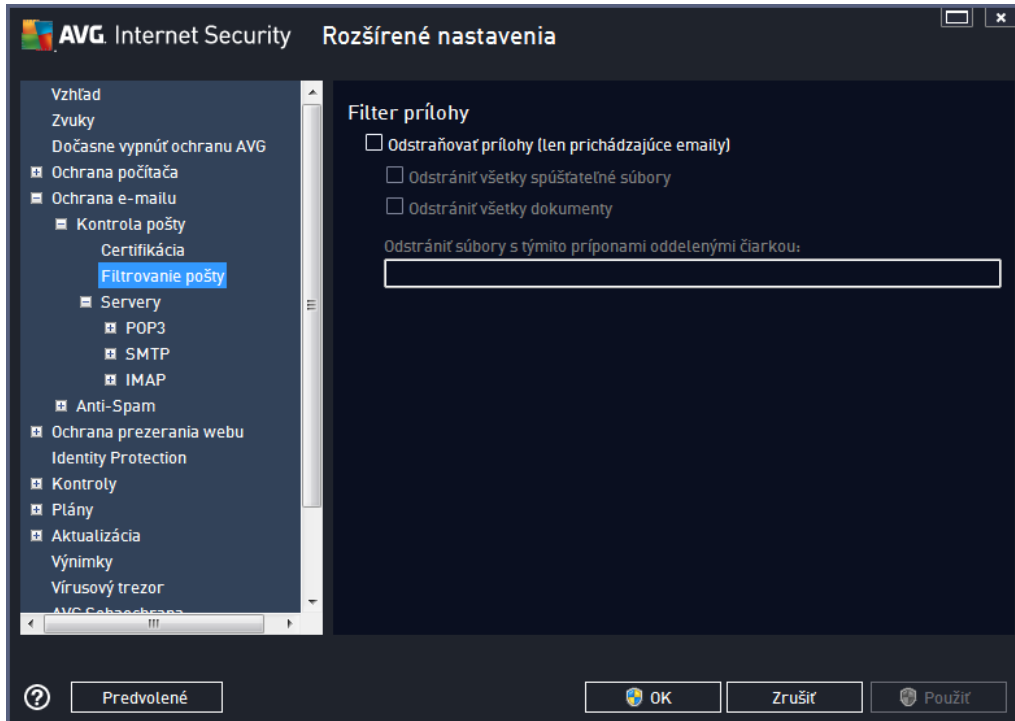 AVG. Internet Security Rozšírené nastavenia
Vzhľad
Zvuky
Dočasne vypnúť ochranu AVG
Ochrana počítača
Ochrana e-mailu
Kontrola pošty
Certifikácia
Filtrovanie pošty
Servery
POP3
SMTP
IMAP
Anti-Spam
Ochrana prezerania webu
Identity Protection
Kontroly
Plány
Aktualizácia
Výnimky
Vírusový trezor
AVG Sebaochrana
Filter prílohy
Odstraňovať prílohy (len prichádzajúce emaily)
Odstrániť všetky spúšťateľné súbory
Odstrániť všetky dokumenty
Odstrániť súbory s týmito príponami oddelenými čiarkou:
Predvolené
OK
Zrušiť
Použiť